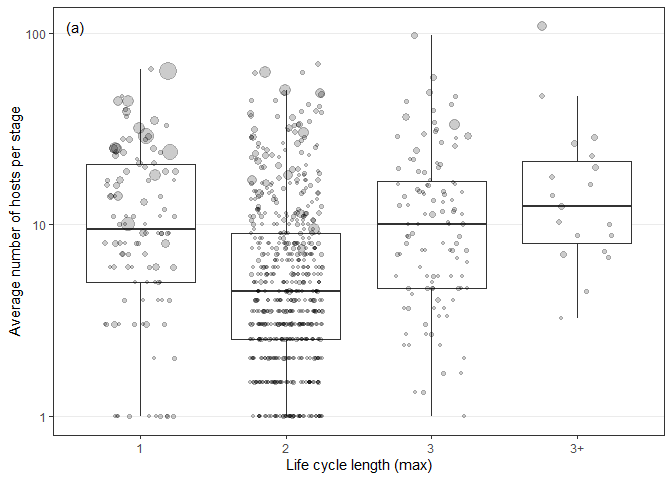 (a)
Average number of hosts per stage
100
10
1
1 2 3 3+
Life cycle length (max)